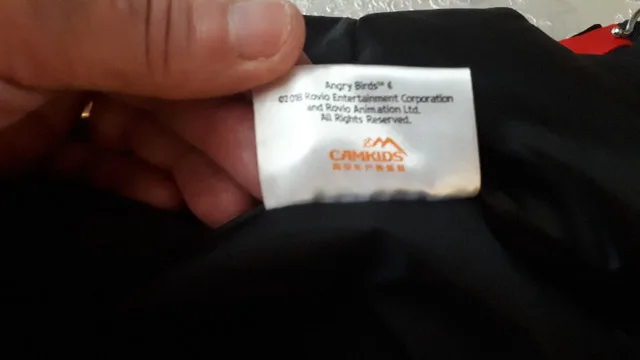 Angry Birds™ &
©2018 Rovio Entertainment Corporation
and Rovio Animation Ltd.
All Rights Reserved.
CAMKIDS